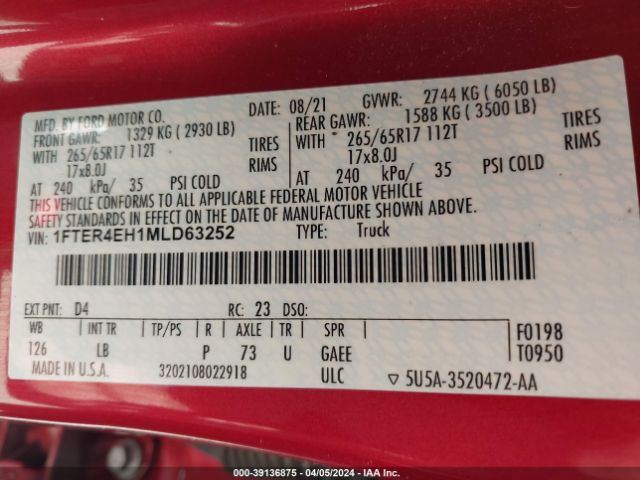 MFD. BY FORD MOTOR CO.
DATE: 08/21 GVWR: 2744 KG ( 6050 LB)
FRONT GAWR: 1329 KG ( 2930 LB)
REAR GAWR: 1588 KG ( 3500 LB)
WITH 265/65R17 112T TIRES
WITH 265/65R17 112T TIRES
17x8.0J RIMS
17x8.0J RIMS
AT 240 kPa/ 35 PSI COLD
AT 240 kPa/ 35 PSI COLD
THIS VEHICLE CONFORMS TO ALL APPLICABLE FEDERAL MOTOR VEHICLE
SAFETY STANDARDS IN EFFECT ON THE DATE OF MANUFACTURE SHOWN ABOVE.
VIN: 1FTER4EH1MLD63252 TYPE: Truck
EXT PNT: D4 RC: 23 DSO:
WB INT TR TP/PS R AXLE TR SPR F0198
126 LB P 73 U GAEE T0950
MADE IN U.S.A. 3202108022918 ULC ▽ 5U5A-3520472-AA
000-39136875 - 04/05/2024 - IAA Inc.